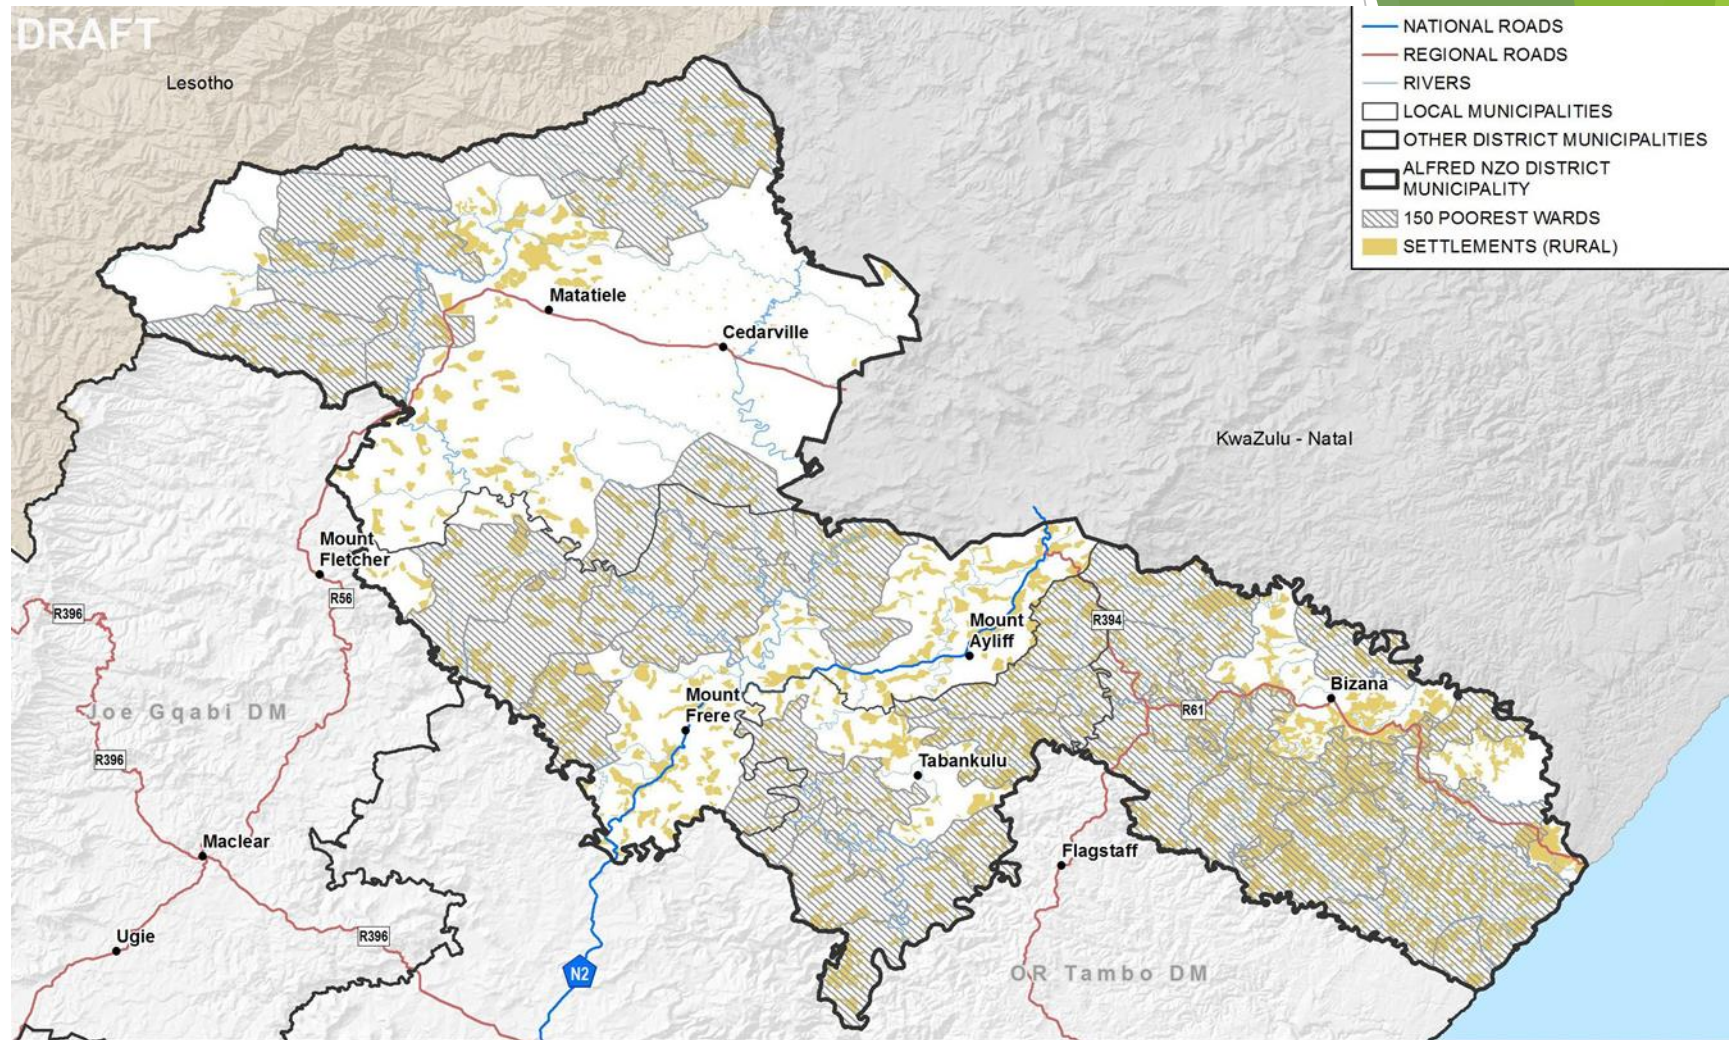 DRAFT
Lesotho
NATIONAL ROADS
REGIONAL ROADS
RIVERS
LOCAL MUNICIPALITIES
OTHER DISTRICT MUNICIPALITIES
ALFRED NZO DISTRICT
MUNICIPALITY
150 POOREST WARDS
SETTLEMENTS (RURAL)
Matatiele
Cedarville
KwaZulu - Natal
Mount
Fletcher
R56
R396
Mount
Ayliff
R394
Bizana
R61
Mount
Frere
Joe Gqabi DM
R396
Tabankulu
Maclear
Flagstaff
Ugie
R396
N2
OR Tambo DM